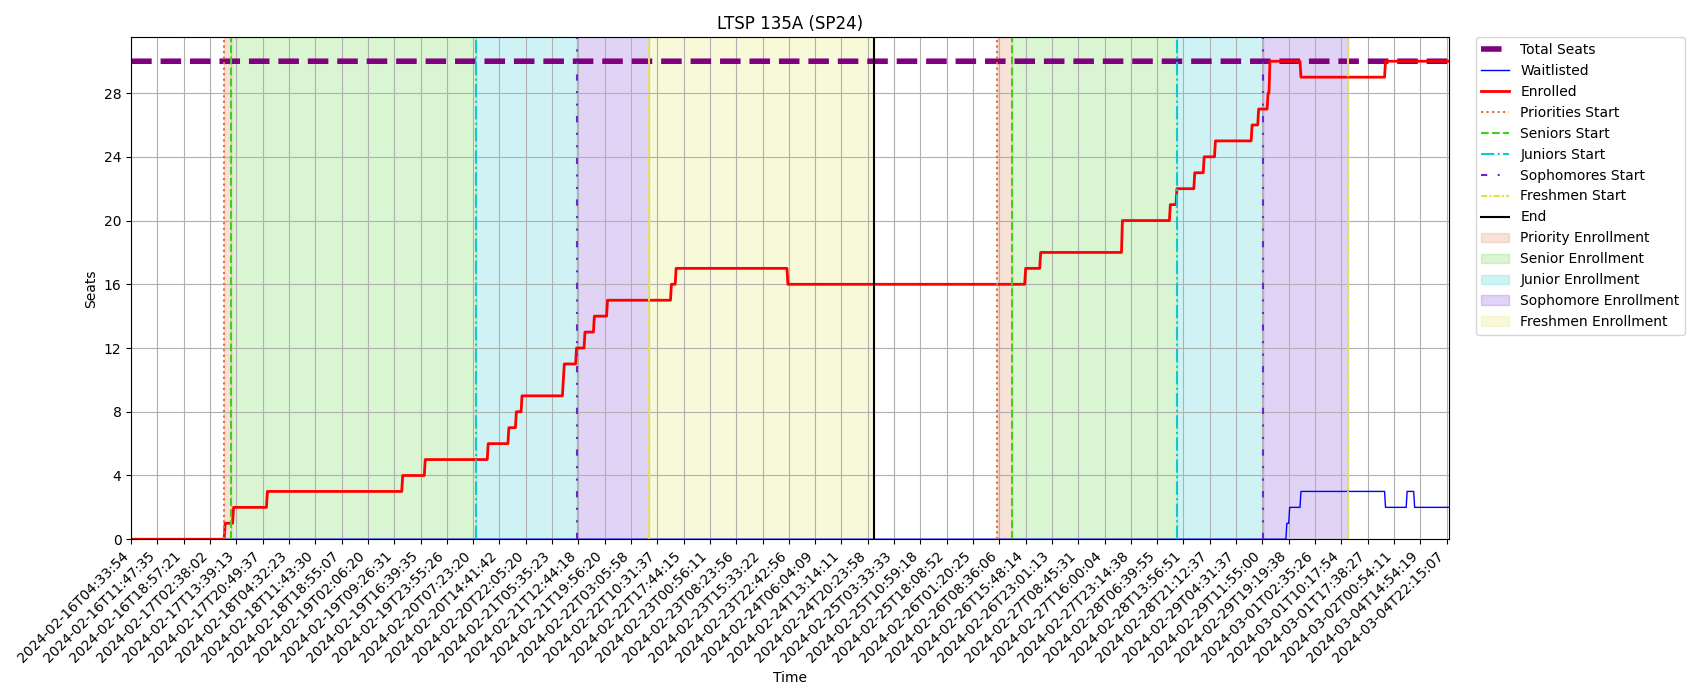 LTSP 135A (SP24)
Total Seats
Waitlisted
Enrolled
Priorities Start
Seniors Start
Juniors Start
Sophomores Start
Freshmen Start
End
Priority Enrollment
Senior Enrollment
Junior Enrollment
Sophomore Enrollment
Freshmen Enrollment
Seats
28
24
20
16
12
8
4
0
2024-02-16T04:33:54
2024-02-16T11:47:35
2024-02-16T18:57:21
2024-02-17T02:38:02
2024-02-17T13:39:13
2024-02-17T20:49:37
2024-02-18T04:32:23
2024-02-18T11:43:30
2024-02-18T18:55:07
2024-02-19T02:06:20
2024-02-19T09:26:31
2024-02-19T16:39:35
2024-02-19T23:55:26
2024-02-20T07:23:20
2024-02-20T14:41:42
2024-02-21T05:20:00
2024-02-21T05:35:23
2024-02-21T12:44:18
2024-02-21T19:56:20
2024-02-22T03:05:58
2024-02-22T10:31:37
2024-02-22T17:44:15
2024-02-23T00:56:11
2024-02-23T08:23:56
2024-02-23T15:33:22
2024-02-23T22:42:56
2024-02-24T06:04:09
2024-02-24T13:14:11
2024-02-24T20:23:58
2024-02-25T03:33:33
2024-02-25T10:59:18
2024-02-25T18:08:52
2024-02-26T01:20:25
2024-02-26T08:36:06
2024-02-26T15:48:14
2024-02-26T23:01:13
2024-02-27T08:45:31
2024-02-27T16:00:04
2024-02-27T23:14:38
2024-02-28T06:39:55
2024-02-28T13:56:51
2024-02-28T21:12:37
2024-02-29T04:31:37
2024-02-29T11:55:00
2024-02-29T19:19:38
2024-03-01T02:35:26
2024-03-01T10:17:54
2024-03-01T17:38:27
2024-03-02T00:54:11
2024-03-04T14:54:19
2024-03-04T22:15:07
Time